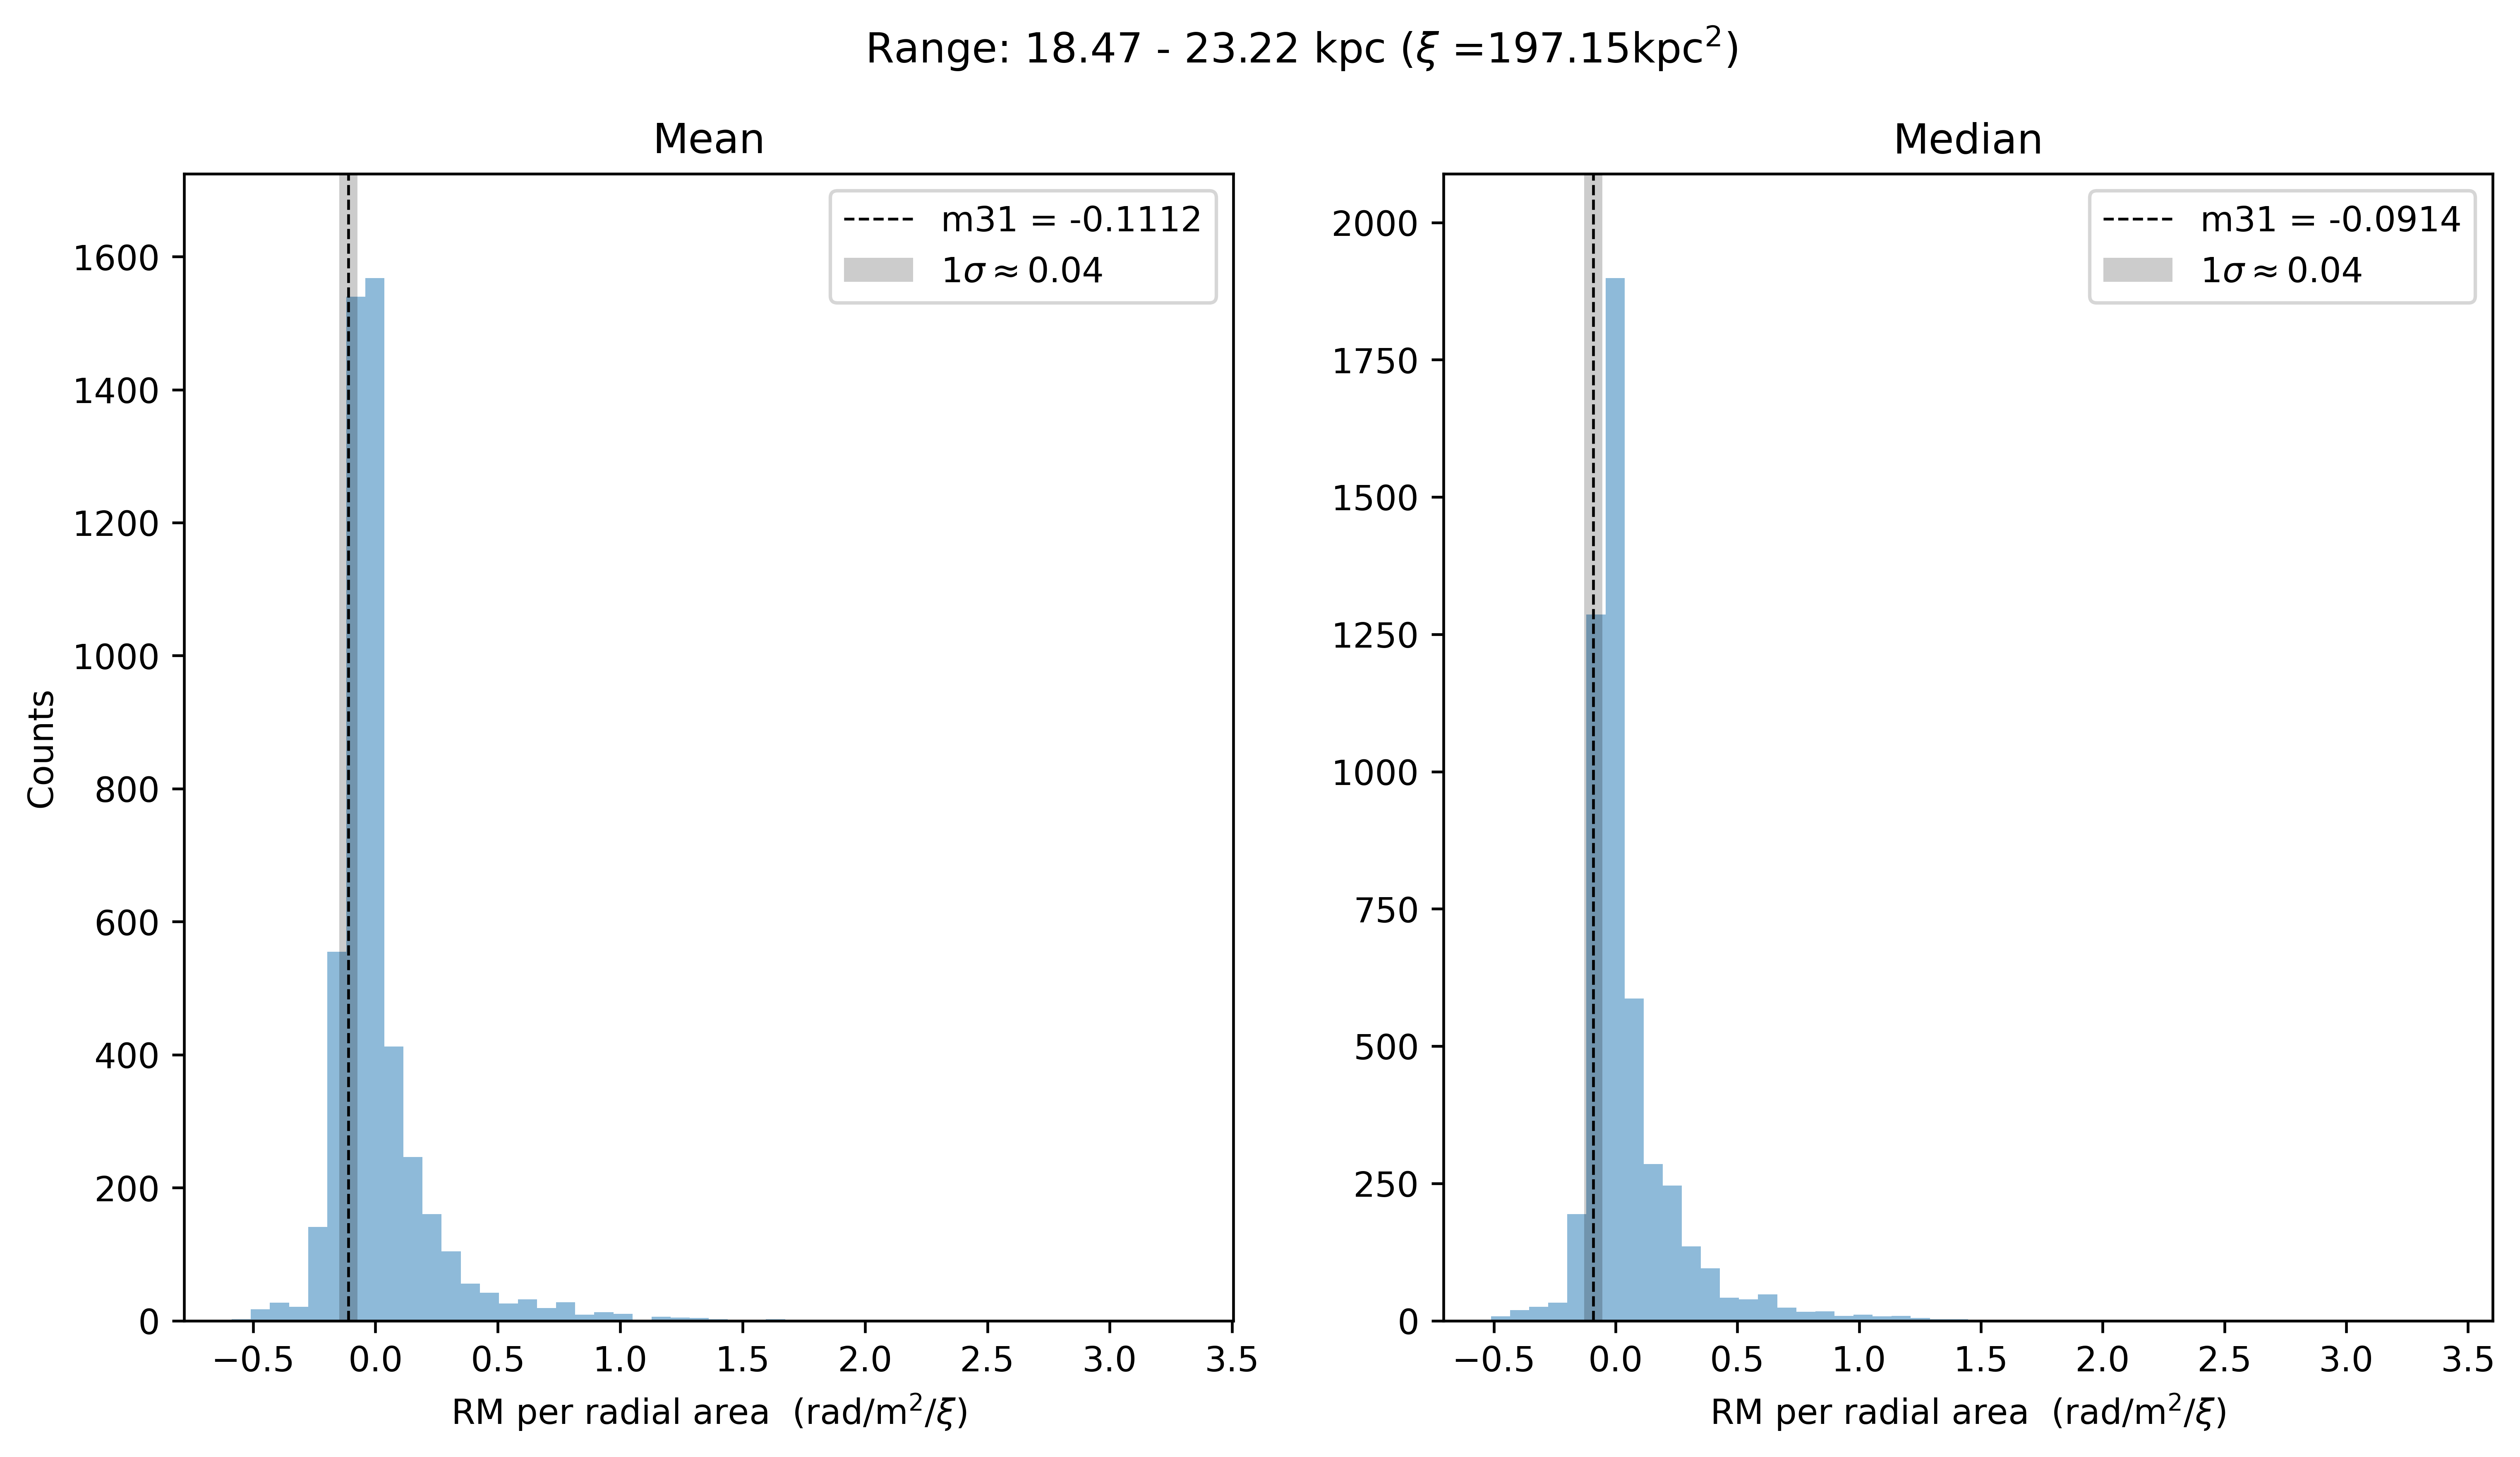 Range: 18.47 - 23.22 kpc (ξ =197.15kpc²)
Mean
m31 = -0.1112
1σ ≈ 0.04
1600
1400
1200
1000
800
600
400
200
0
Counts
−0.5 0.0 0.5 1.0 1.5 2.0 2.5 3.0 3.5
RM per radial area (rad/m²/ξ)
Median
m31 = -0.0914
1σ ≈ 0.04
2000
1750
1500
1250
1000
750
500
250
0
−0.5 0.0 0.5 1.0 1.5 2.0 2.5 3.0 3.5
RM per radial area (rad/m²/ξ)